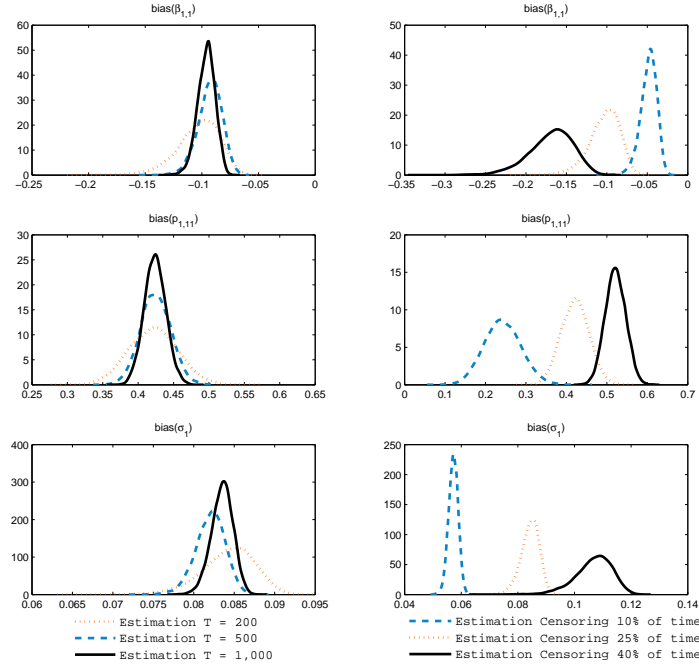 bias(β₁,₁)
60
50
40
30
20
10
0
−0.25 −0.2 −0.15 −0.1 −0.05 0
bias(β₁,₁)
50
40
30
20
10
0
−0.35 −0.3 −0.25 −0.2 −0.15 −0.1 −0.05 0
bias(p₁,₁₁)
30
25
20
15
10
5
0
0.25 0.3 0.35 0.4 0.45 0.5 0.55 0.6 0.65
bias(p₁,₁₁)
20
15
10
5
0
0 0.1 0.2 0.3 0.4 0.5 0.6 0.7
bias(σ₁)
400
300
200
100
0
0.06 0.065 0.07 0.075 0.08 0.085 0.09 0.095
bias(σ₁)
250
200
150
100
50
0
0.04 0.06 0.08 0.1 0.12 0.14
Estimation T = 200
Estimation T = 500
Estimation T = 1,000
Estimation Censoring 10% of time
Estimation Censoring 25% of time
Estimation Censoring 40% of time